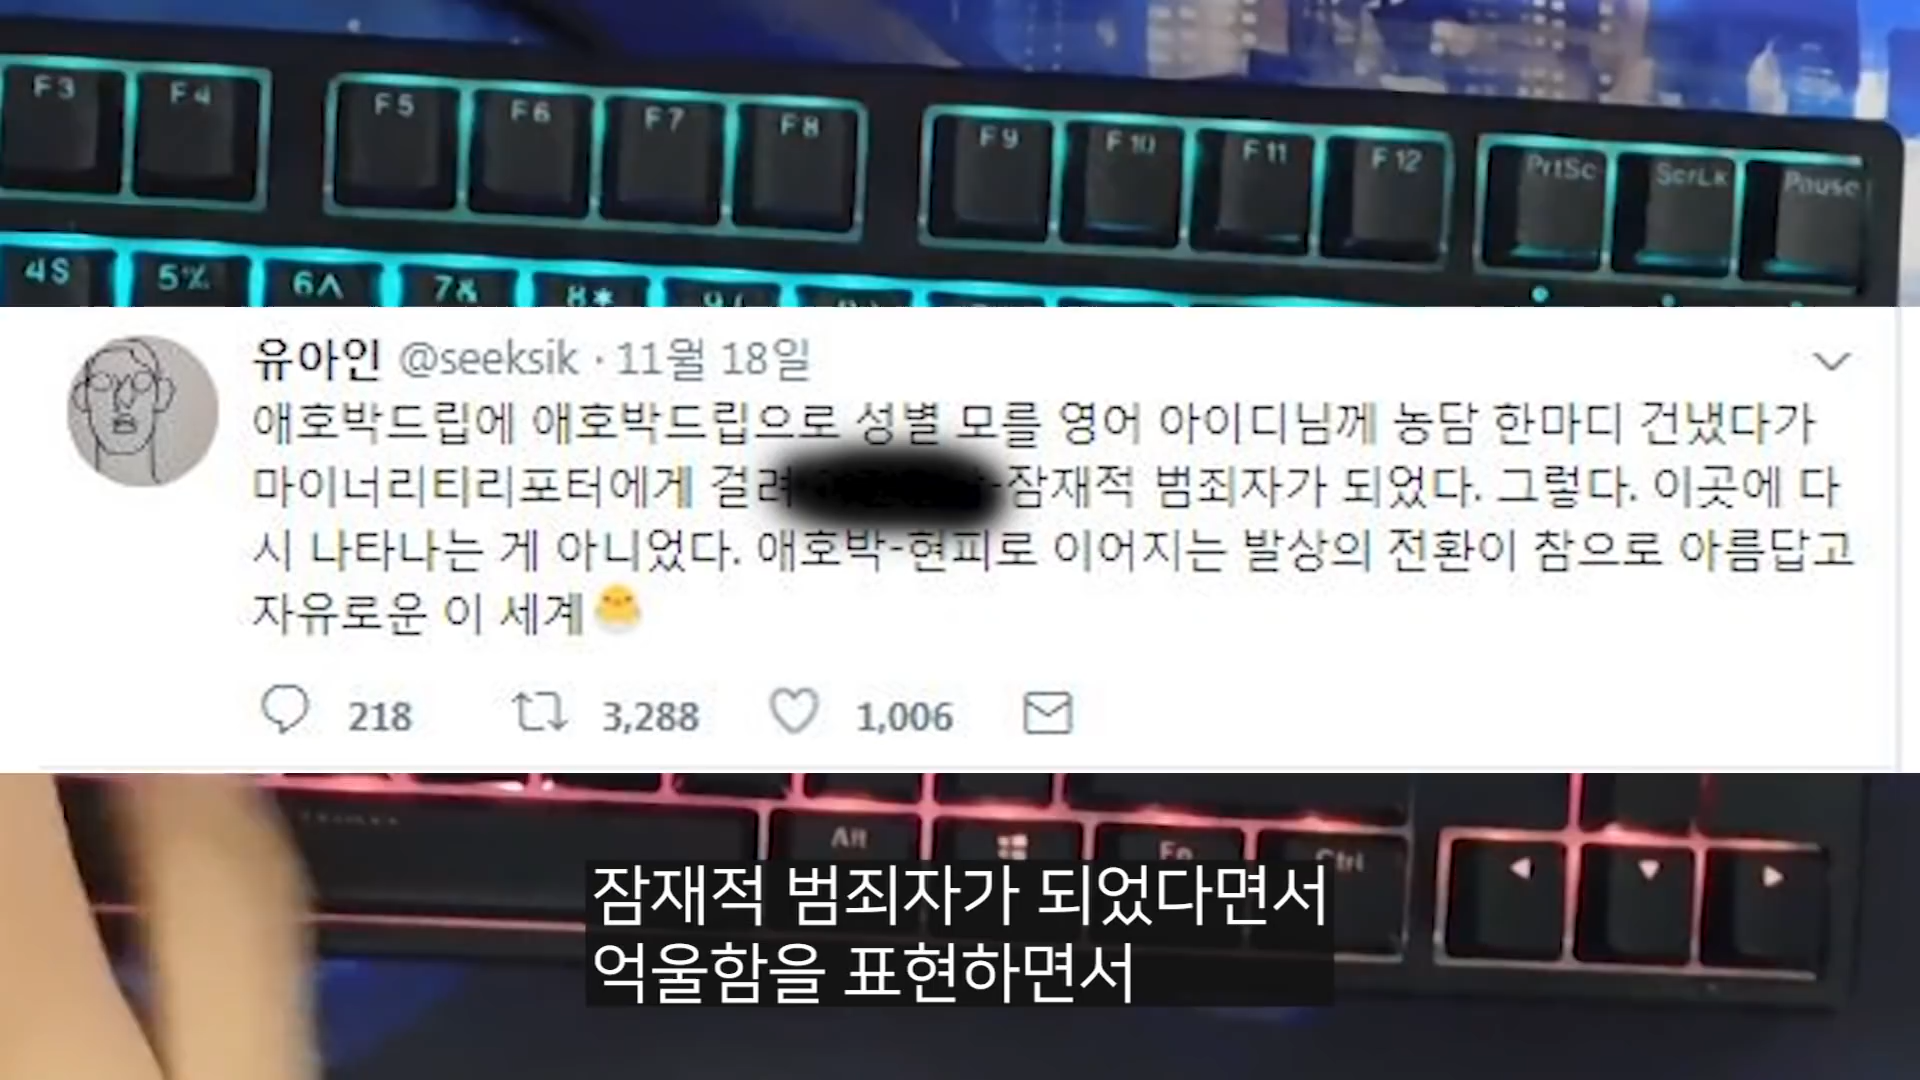 F3 F4 F5 F6 F7 F8 F9 F10 F11 F12 PrtSc ScrLk Pause
4$ 5% 6^ 7& 8* 9(
유아인 @seeksik · 11월 18일
애호박드립에 애호박드립으로 성별 모를 영어 아이디님께 농담 한마디 건냈다가
마이너리티리포터에게 걸려 잠재적 범죄자가 되었다. 그렇다. 이곳에 다
시 나타나는 게 아니었다. 애호박-현피로 이어지는 발상의 전환이 참으로 아름답고
자유로운 이 세계
218 3,288 1,006
Alt Fn Ctrl
잠재적 범죄자가 되었다면서
억울함을 표현하면서